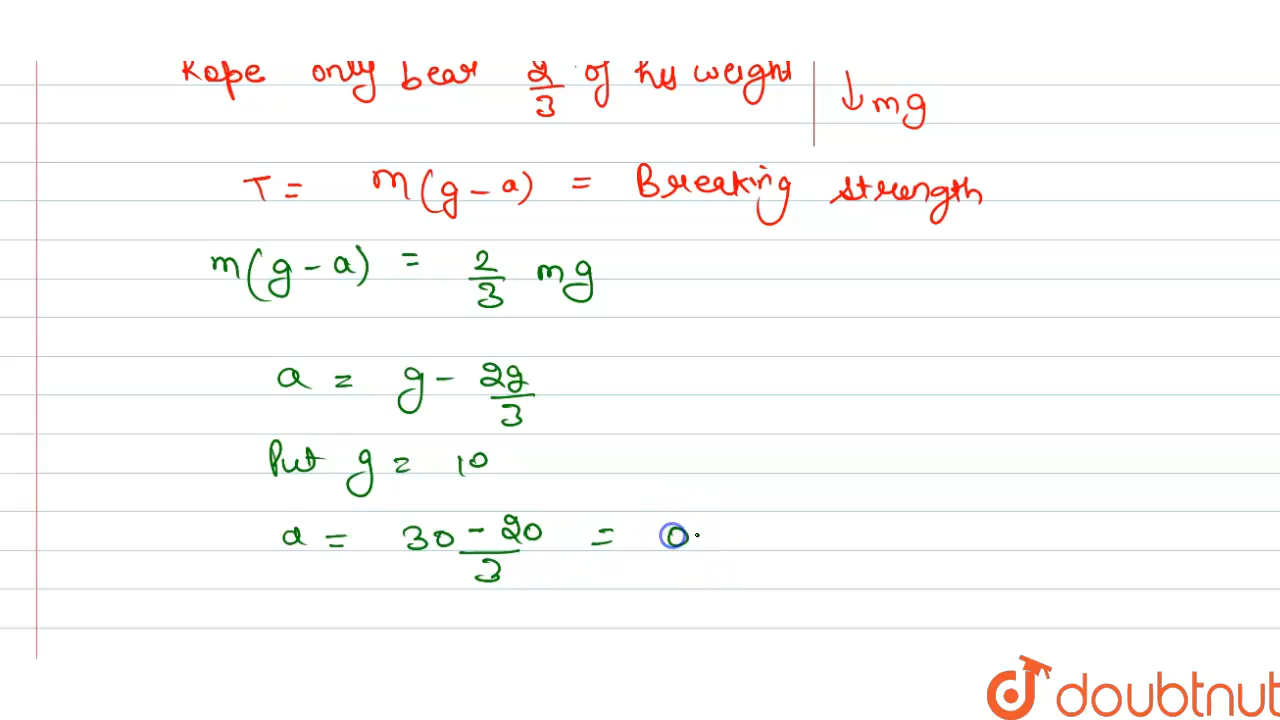 Rope only bear 2/3 of his weight
↓mg
T = m(g-a) = Breaking strength
m(g-a) = 2/3 mg
a = g - 2g/3
Put g = 10
a = 30-20/3 = 0.
doubtnut